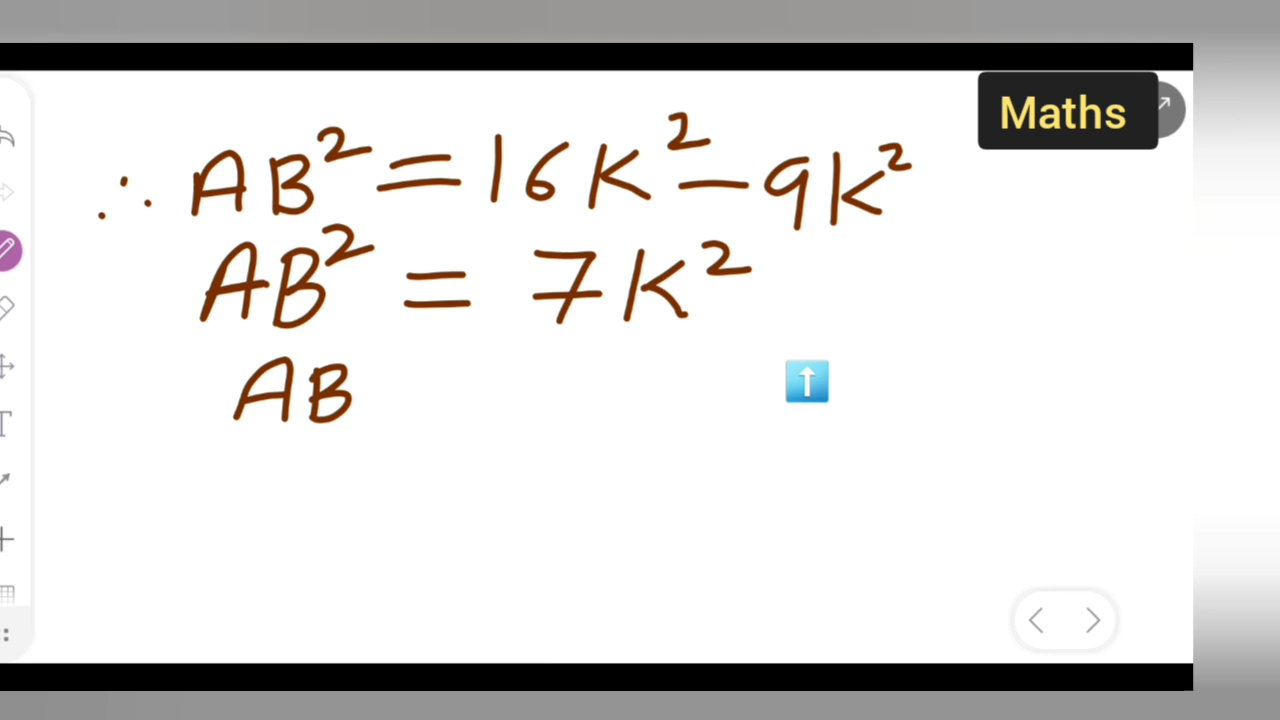 Maths
∴ AB² = 16K² – 9K²
AB² = 7K²
AB